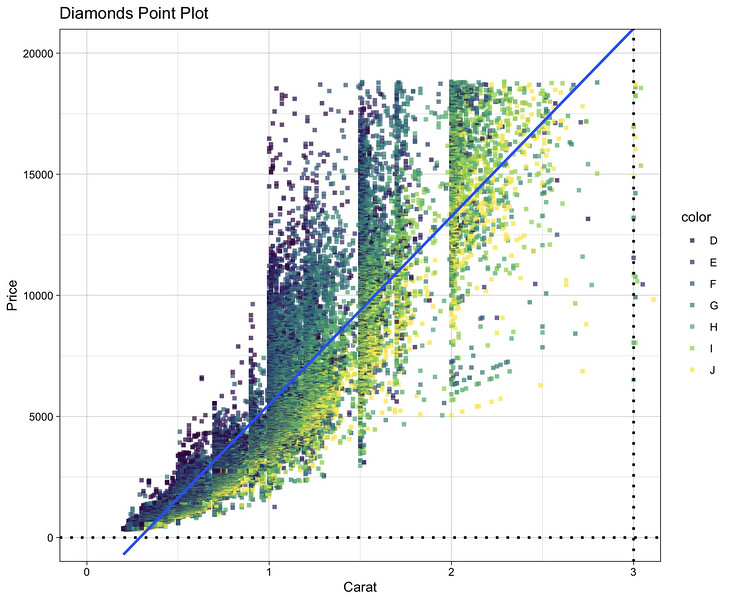 Diamonds Point Plot
20000
15000
10000
5000
0
Price
0 1 2 3
Carat
color
D
E
F
G
H
I
J